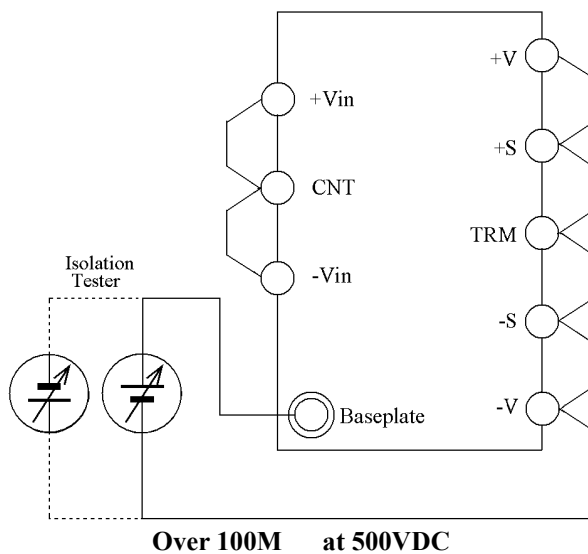 +V
+Vin
+S
CNT
TRM
Isolation
Tester
-Vin
-S
Baseplate
-V
Over 100M at 500VDC